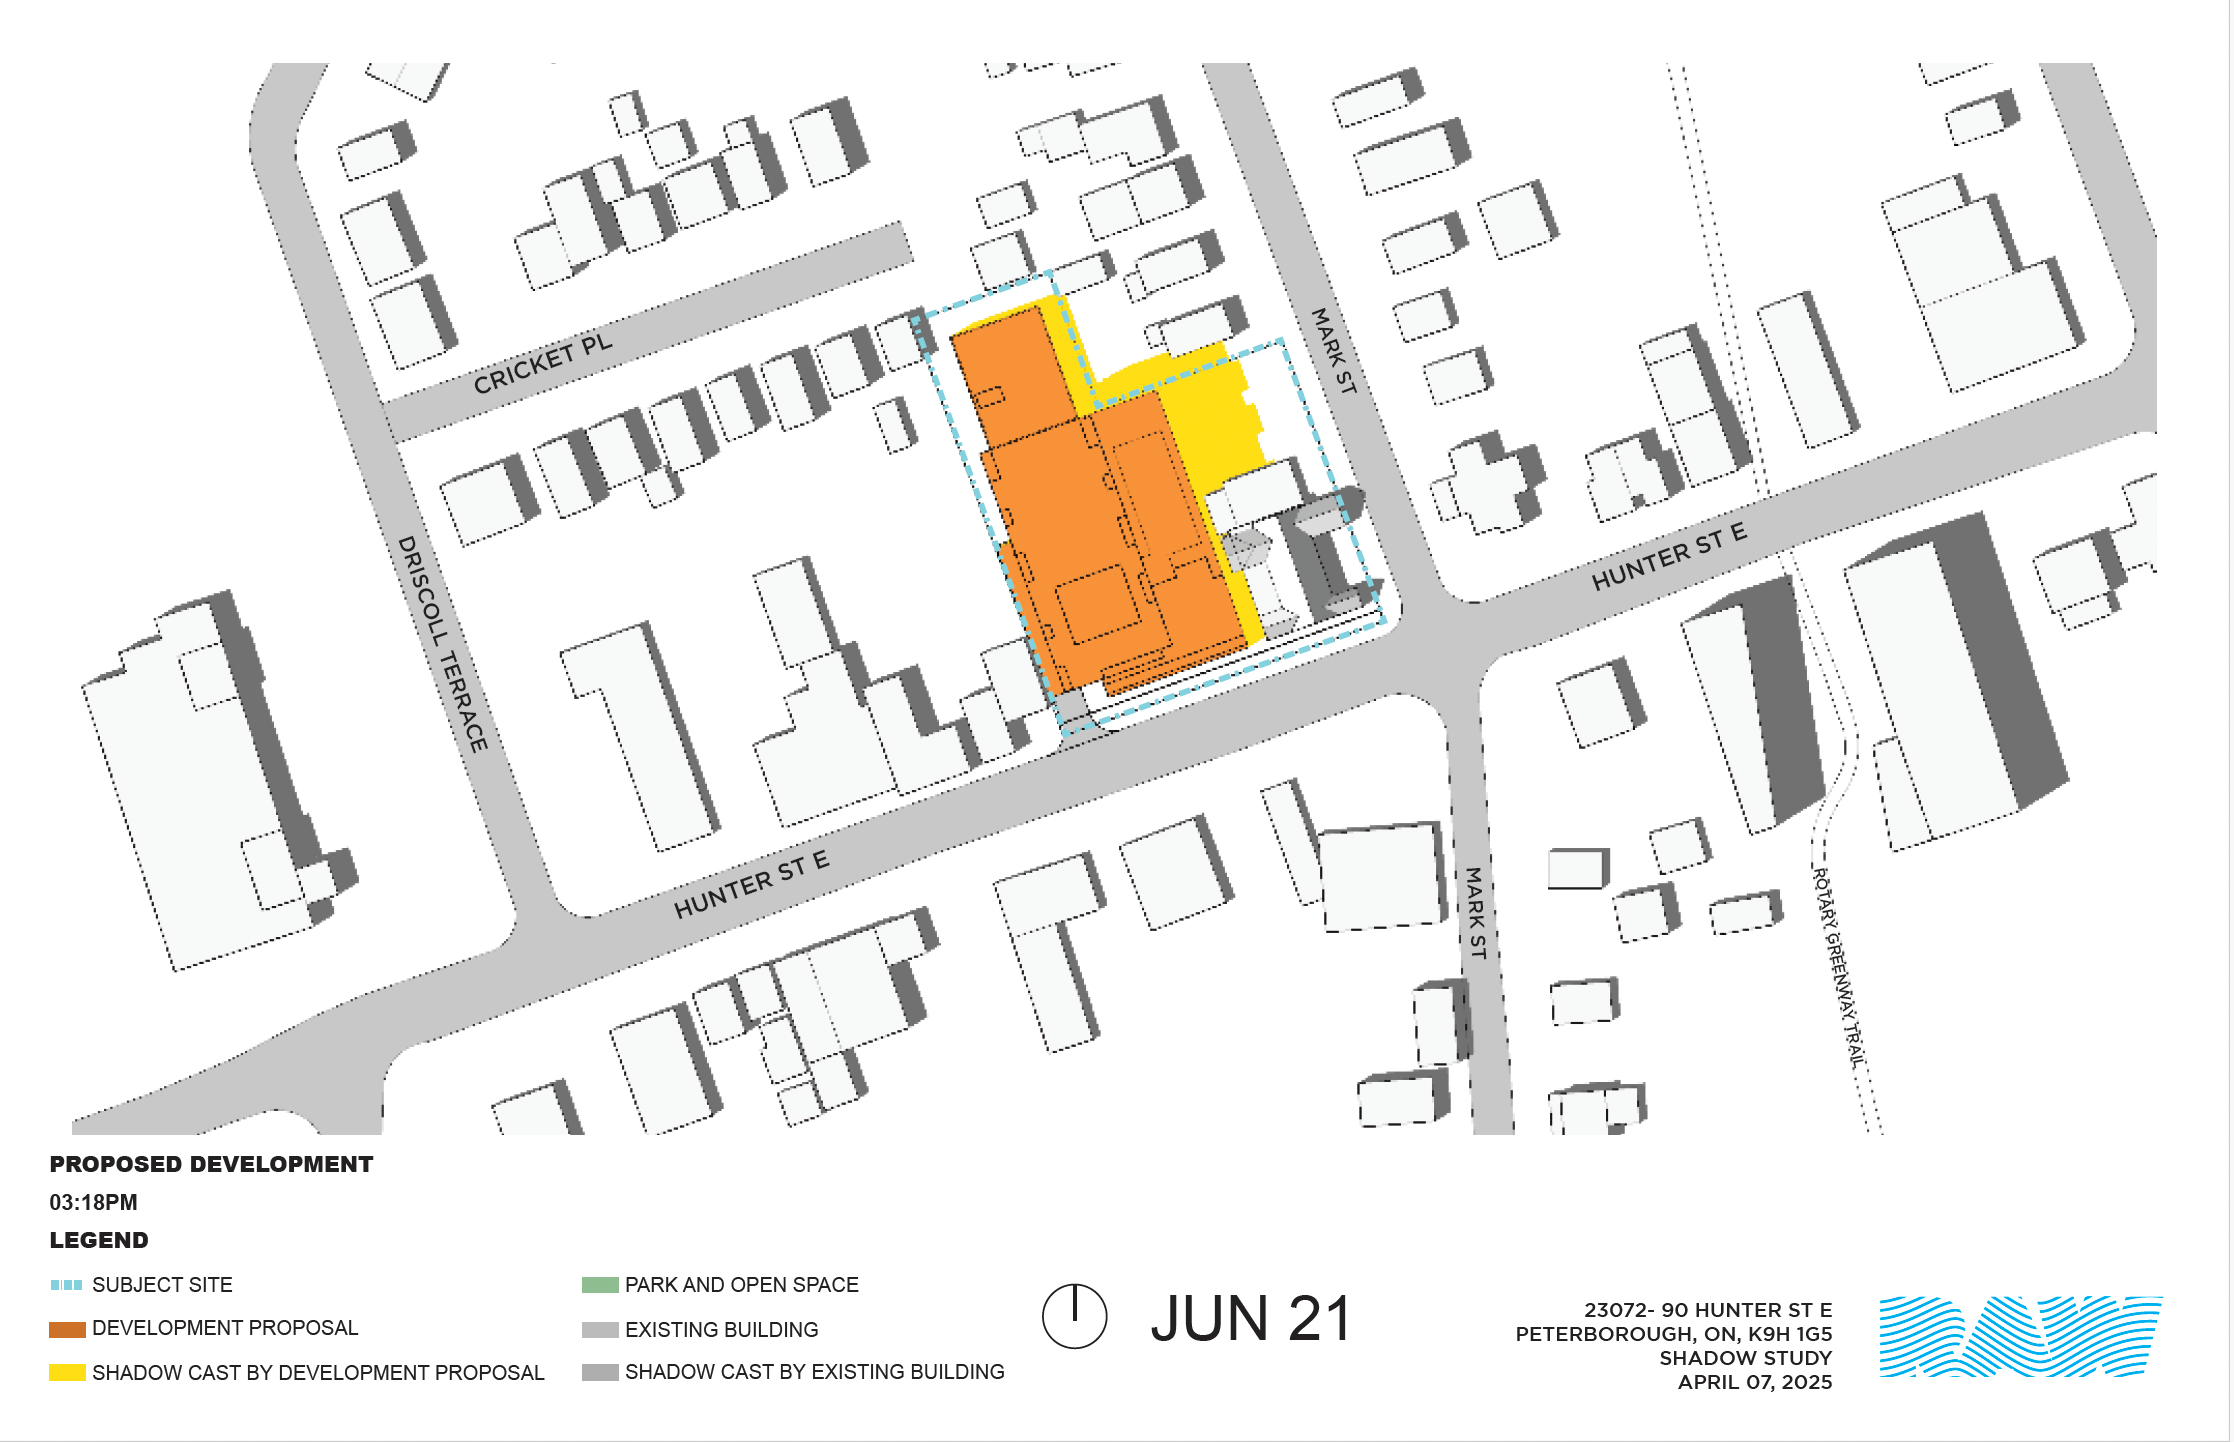 CRICKET PL
MARK ST
DRISCOLL TERRACE
HUNTER ST E
HUNTER ST E
MARK ST
ROTARY GREENWAY TRAIL
PROPOSED DEVELOPMENT
03:18PM
LEGEND
SUBJECT SITE
DEVELOPMENT PROPOSAL
SHADOW CAST BY DEVELOPMENT PROPOSAL
PARK AND OPEN SPACE
EXISTING BUILDING
SHADOW CAST BY EXISTING BUILDING
JUN 21
23072- 90 HUNTER ST E
PETERBOROUGH, ON, K9H 1G5
SHADOW STUDY
APRIL 07, 2025